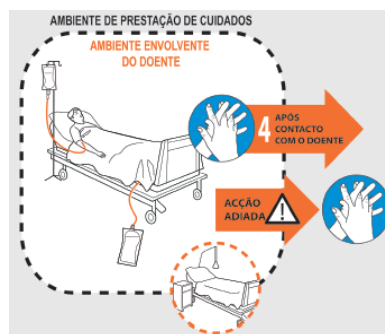 AMBIENTE DE PRESTAÇÃO DE CUIDADOS
AMBIENTE ENVOLVENTE
DO DOENTE
4 APÓS
CONTACTO
COM O DOENTE
ACÇÃO
ADIADA